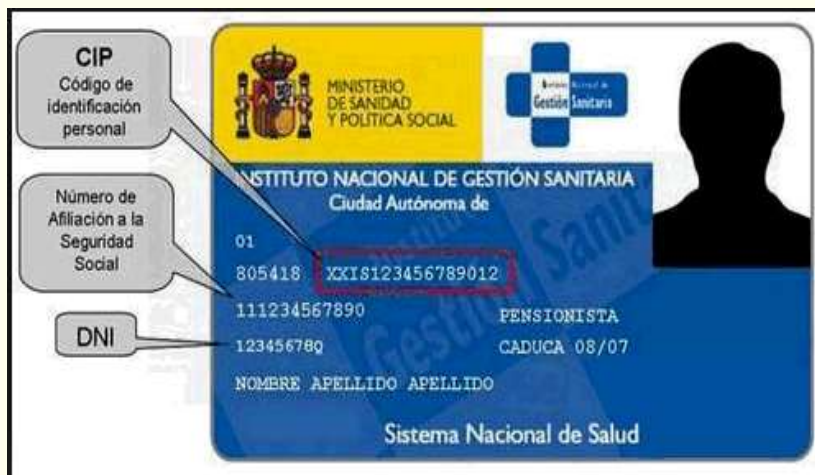 CIP
Código de
identificación
personal
Número de
Afiliación a la
Seguridad
Social
DNI
MINISTERIO
DE SANIDAD
Y POLÍTICA SOCIAL
Gestión Sanitaria
INSTITUTO NACIONAL DE GESTIÓN SANITARIA
Ciudad Autónoma de
01
805418 XXIS123456789012
111234567890
PENSIONISTA
12345678Q
CADUCA 08/07
NOMBRE APELLIDO APELLIDO
Sistema Nacional de Salud